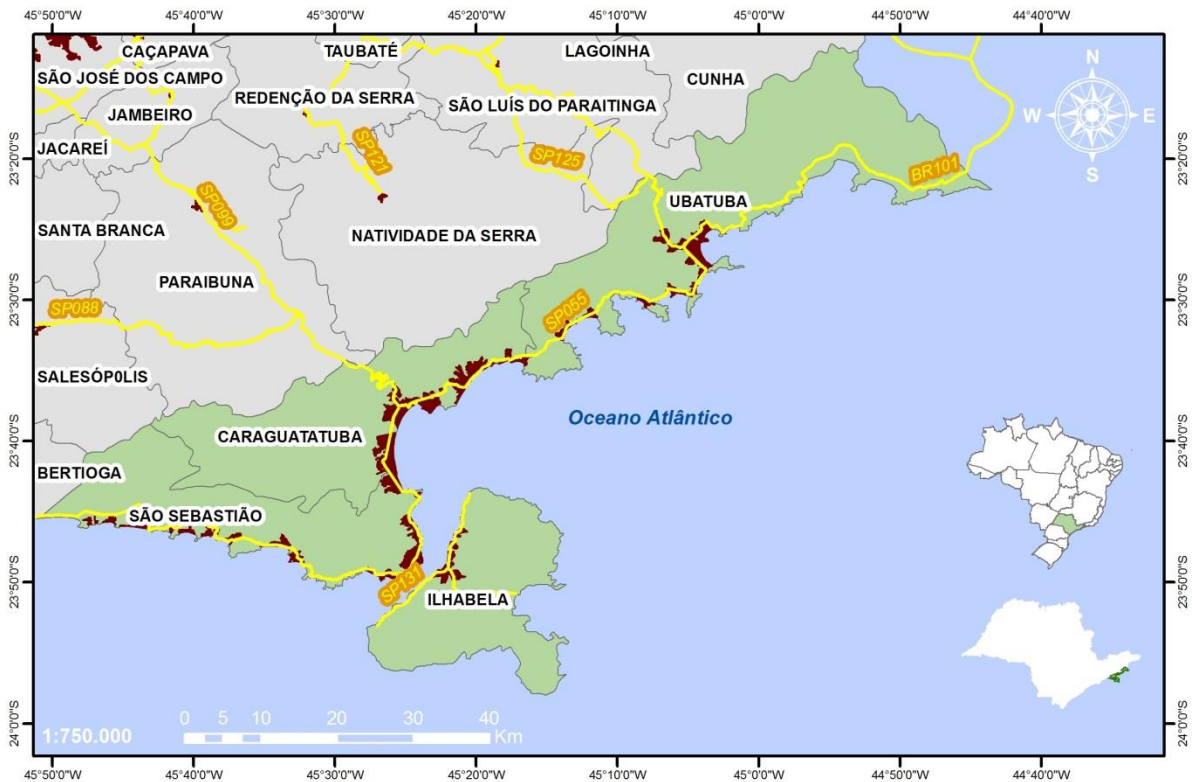 45°50'0"O 45°40'0"O 45°30'0"O 45°20'0"O 45°10'0"O 45°0'0"O 44°50'0"O 44°40'0"O
CAÇAPAVA
TAUBATÉ
LAGOINHA
SÃO JOSÉ DOS CAMPO
CUNHA
N
REDENÇÃO DA SERRA
SÃO LUÍS DO PARAITINGA
JAMBEIRO
W
E
JACAREÍ
23°20'0"S
SP121
SP125
BR101
23°20'0"S
S
UBATUBA
SP099
SANTA BRANCA
NATIVIDADE DA SERRA
PARAIBUNA
23°30'0"S
SP088
SP055
23°30'0"S
SALESÓP0LIS
Oceano Atlântico
CARAGUATATUBA
23°40'0"S
23°40'0"S
BERTIOGA
SÃO SEBASTIÃO
23°50'0"S
SP131
ILHABELA
23°50'0"S
0 5 10 20 30 40
Km
1:750.000
24°0'0"S
24°0'0"S
45°50'0"O 45°40'0"O 45°30'0"O 45°20'0"O 45°10'0"O 45°0'0"O 44°50'0"O 44°40'0"O